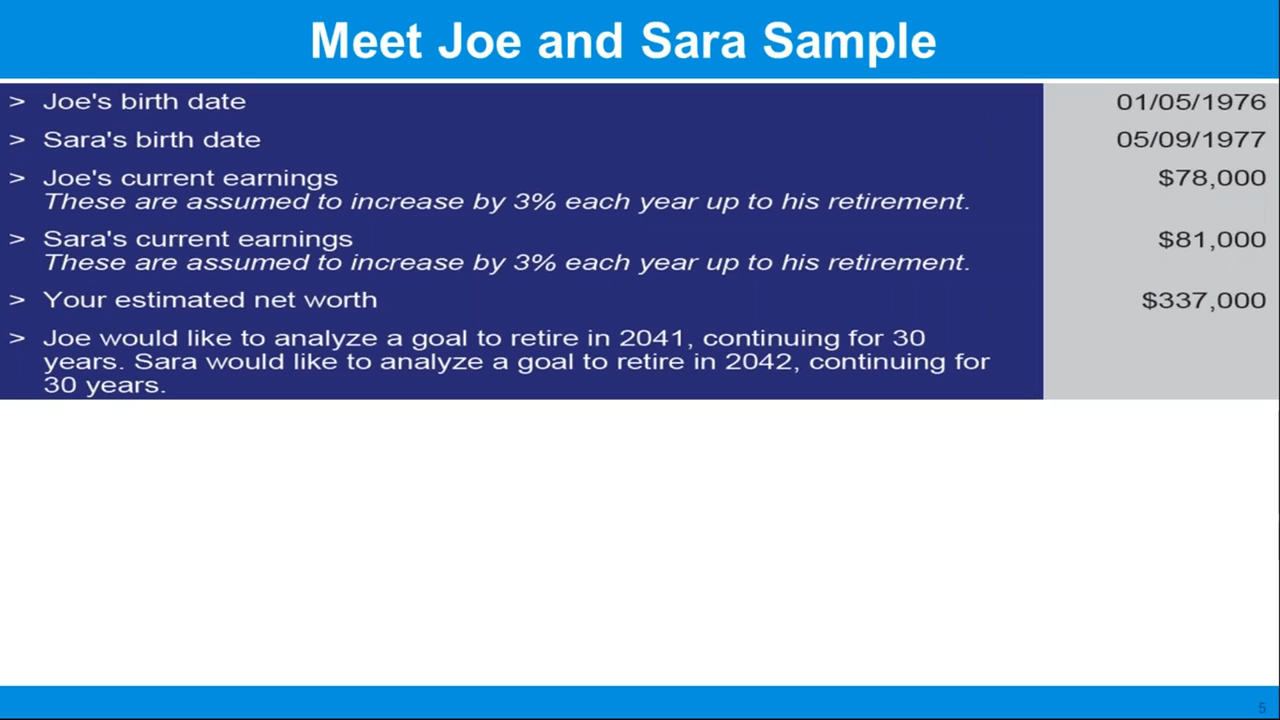 Meet Joe and Sara Sample
> Joe's birth date 01/05/1976
> Sara's birth date 05/09/1977
> Joe's current earnings $78,000
These are assumed to increase by 3% each year up to his retirement.
> Sara's current earnings $81,000
These are assumed to increase by 3% each year up to his retirement.
> Your estimated net worth $337,000
> Joe would like to analyze a goal to retire in 2041, continuing for 30
years. Sara would like to analyze a goal to retire in 2042, continuing for
30 years.
5